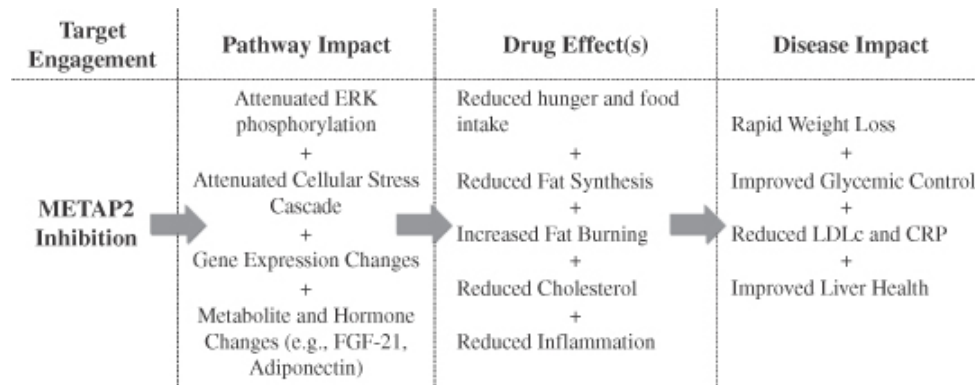 Target
Engagement
Pathway Impact
Drug Effect(s)
Disease Impact
METAP2
Inhibition
Attenuated ERK
phosphorylation
+
Attenuated Cellular Stress
Cascade
+
Gene Expression Changes
+
Metabolite and Hormone
Changes (e.g., FGF-21,
Adiponectin)
Reduced hunger and food
intake
+
Reduced Fat Synthesis
+
Increased Fat Burning
+
Reduced Cholesterol
+
Reduced Inflammation
Rapid Weight Loss
+
Improved Glycemic Control
+
Reduced LDLc and CRP
+
Improved Liver Health